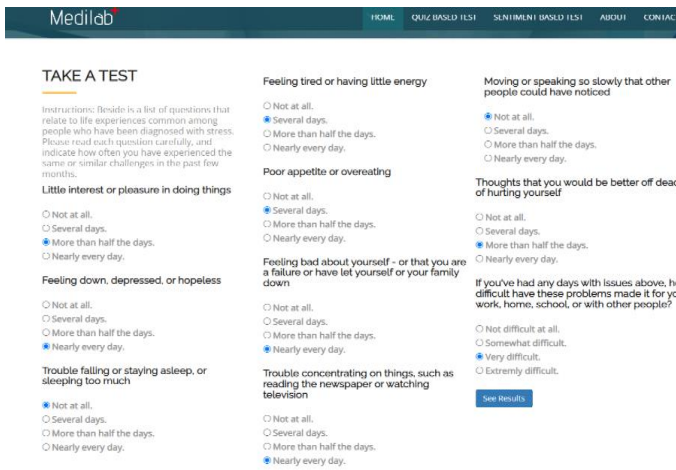 Medilab
HOME QUIZ BASED TEST SENTIMENT BASED TEST ABOUT CONTAC
TAKE A TEST
Instructions: Beside is a list of questions that
relate to life experiences common among
people who have been diagnosed with stress.
Please read each question carefully, and
indicate how often you have experienced the
same or similar challenges in the past few
months.
Little interest or pleasure in doing things
Not at all.
Several days.
More than half the days.
Nearly every day.
Feeling down, depressed, or hopeless
Not at all.
Several days.
More than half the days.
Nearly every day.
Trouble falling or staying asleep, or
sleeping too much
Not at all.
Several days.
More than half the days.
Nearly every day.
Feeling tired or having little energy
Not at all.
Several days.
More than half the days.
Nearly every day.
Poor appetite or overeating
Not at all.
Several days.
More than half the days.
Nearly every day.
Feeling bad about yourself - or that you are
a failure or have let yourself or your family
down
Not at all.
Several days.
More than half the days.
Nearly every day.
Trouble concentrating on things, such as
reading the newspaper or watching
television
Not at all.
Several days.
More than half the days.
Nearly every day.
Moving or speaking so slowly that other
people could have noticed
Not at all.
Several days.
More than half the days.
Nearly every day.
Thoughts that you would be better off dead
of hurting yourself
Not at all.
Several days.
More than half the days.
Nearly every day.
If you've had any days with issues above, h
difficult have these problems made it for yo
work, home, school, or with other people?
Not difficult at all.
Somewhat difficult.
Very difficult.
Extremly difficult.
See Results